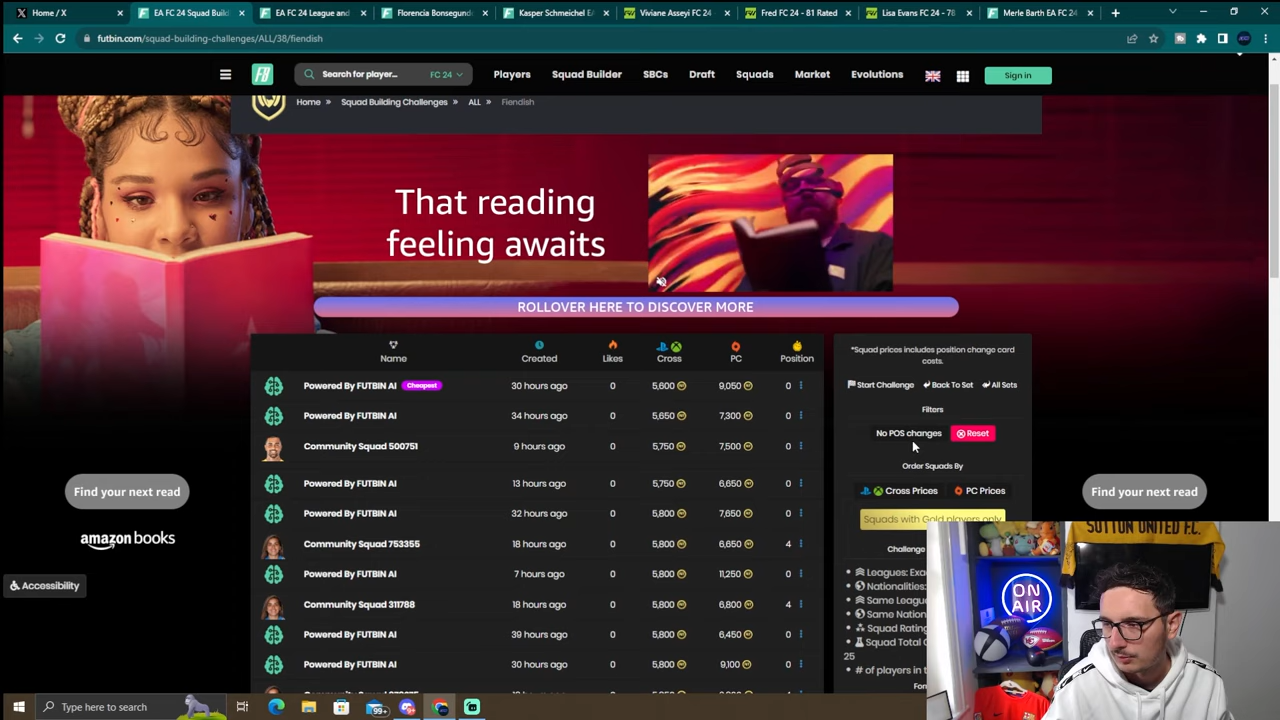 Home / X
EA FC 24 Squad Buil
EA FC 24 League and
Florencia Bonsegund
Kasper Schmeichel EA
Viviane Asseyi FC 24 -
Fred FC 24 - 81 Rated
Lisa Evans FC 24 - 78
Merle Barth EA FC 24
futbin.com/squad-building-challenges/ALL/38/fiendish
FB
Search for player...
FC 24
Players
Squad Builder
SBCs
Draft
Squads
Market
Evolutions
Sign in
Home » Squad Building Challenges » ALL » Fiendish
That reading
feeling awaits
ROLLOVER HERE TO DISCOVER MORE
Name
Created
Likes
Cross
PC
Position
Powered By FUTBIN AI Cheapest 30 hours ago 0 5,600 9,050 0
Powered By FUTBIN AI 34 hours ago 0 5,650 7,300 0
Community Squad 500751 9 hours ago 0 5,750 7,500 0
Powered By FUTBIN AI 13 hours ago 0 5,750 6,650 0
Powered By FUTBIN AI 32 hours ago 0 5,800 7,650 0
Community Squad 753355 18 hours ago 0 5,800 6,650 4
Powered By FUTBIN AI 7 hours ago 0 5,800 11,250 0
Community Squad 311788 18 hours ago 0 5,800 6,800 4
Powered By FUTBIN AI 39 hours ago 0 5,800 6,450 0
Powered By FUTBIN AI 30 hours ago 0 5,800 9,100 0
*Squad prices includes position change card
costs.
Start Challenge
Back To Set
All Sets
Filters
No POS changes
Reset
Order Squads By
Cross Prices
PC Prices
Squads with Gold players only
Challenge
Leagues: Exa
Nationalities:
Same Leagu
Same Nation
Squad Rating
Squad Total C
25
# of players in t
Find your next read
amazon books
Find your next read
Accessibility
SUTTON UNITED F.C.
ON
AIR
Type here to search
99+